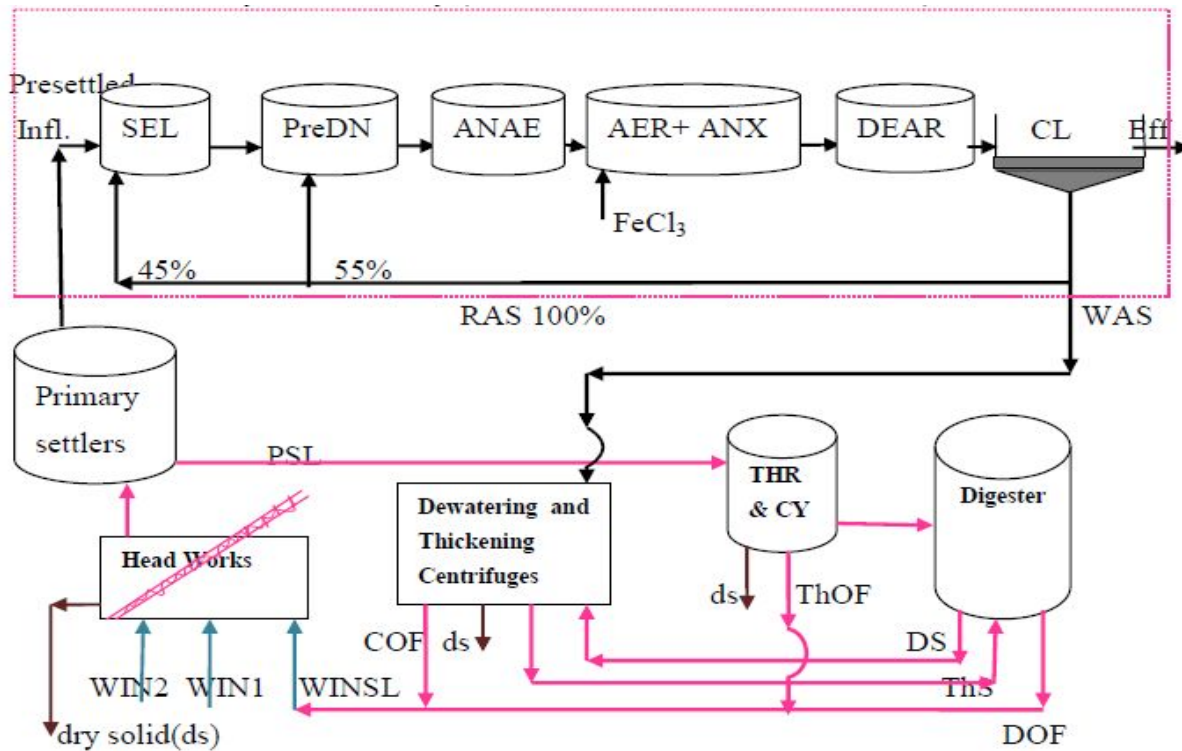 Presettled
Infl.
SEL
PreDN
ANAE
AER+ ANX
DEAR
CL
Eff
FeCl₃
45%
55%
RAS 100%
WAS
Primary
settlers
PSL
THR
& CY
Digester
Dewatering and
Thickening
Centrifuges
Head Works
ds
ThOF
COF
ds
DS
WIN2
WIN1
WINSL
ThS
dry solid(ds)
DOF